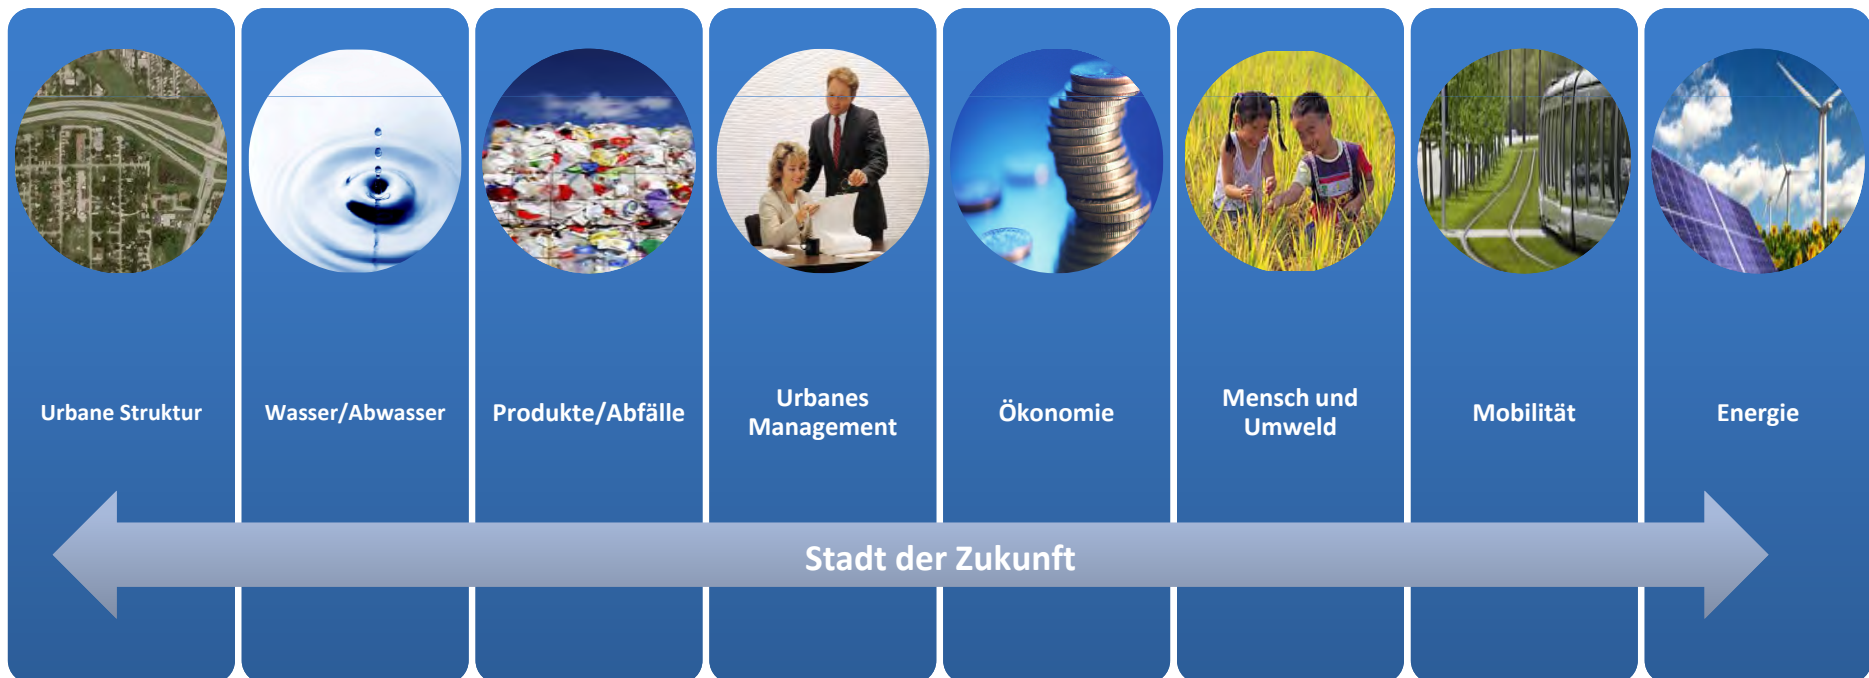 Urbane Struktur
Wasser/Abwasser
Produkte/Abfälle
Urbanes
Management
Ökonomie
Mensch und
Umweld
Mobilität
Energie
Stadt der Zukunft